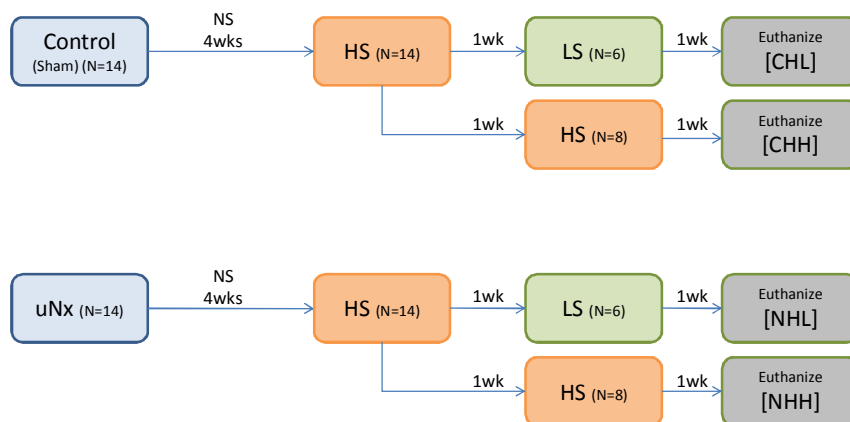 Control
(Sham) (N=14)
NS
4wks
HS (N=14)
1wk
LS (N=6)
1wk
Euthanize
[CHL]
1wk
HS (N=8)
1wk
Euthanize
[CHH]
uNx (N=14)
NS
4wks
HS (N=14)
1wk
LS (N=6)
1wk
Euthanize
[NHL]
1wk
HS (N=8)
1wk
Euthanize
[NHH]